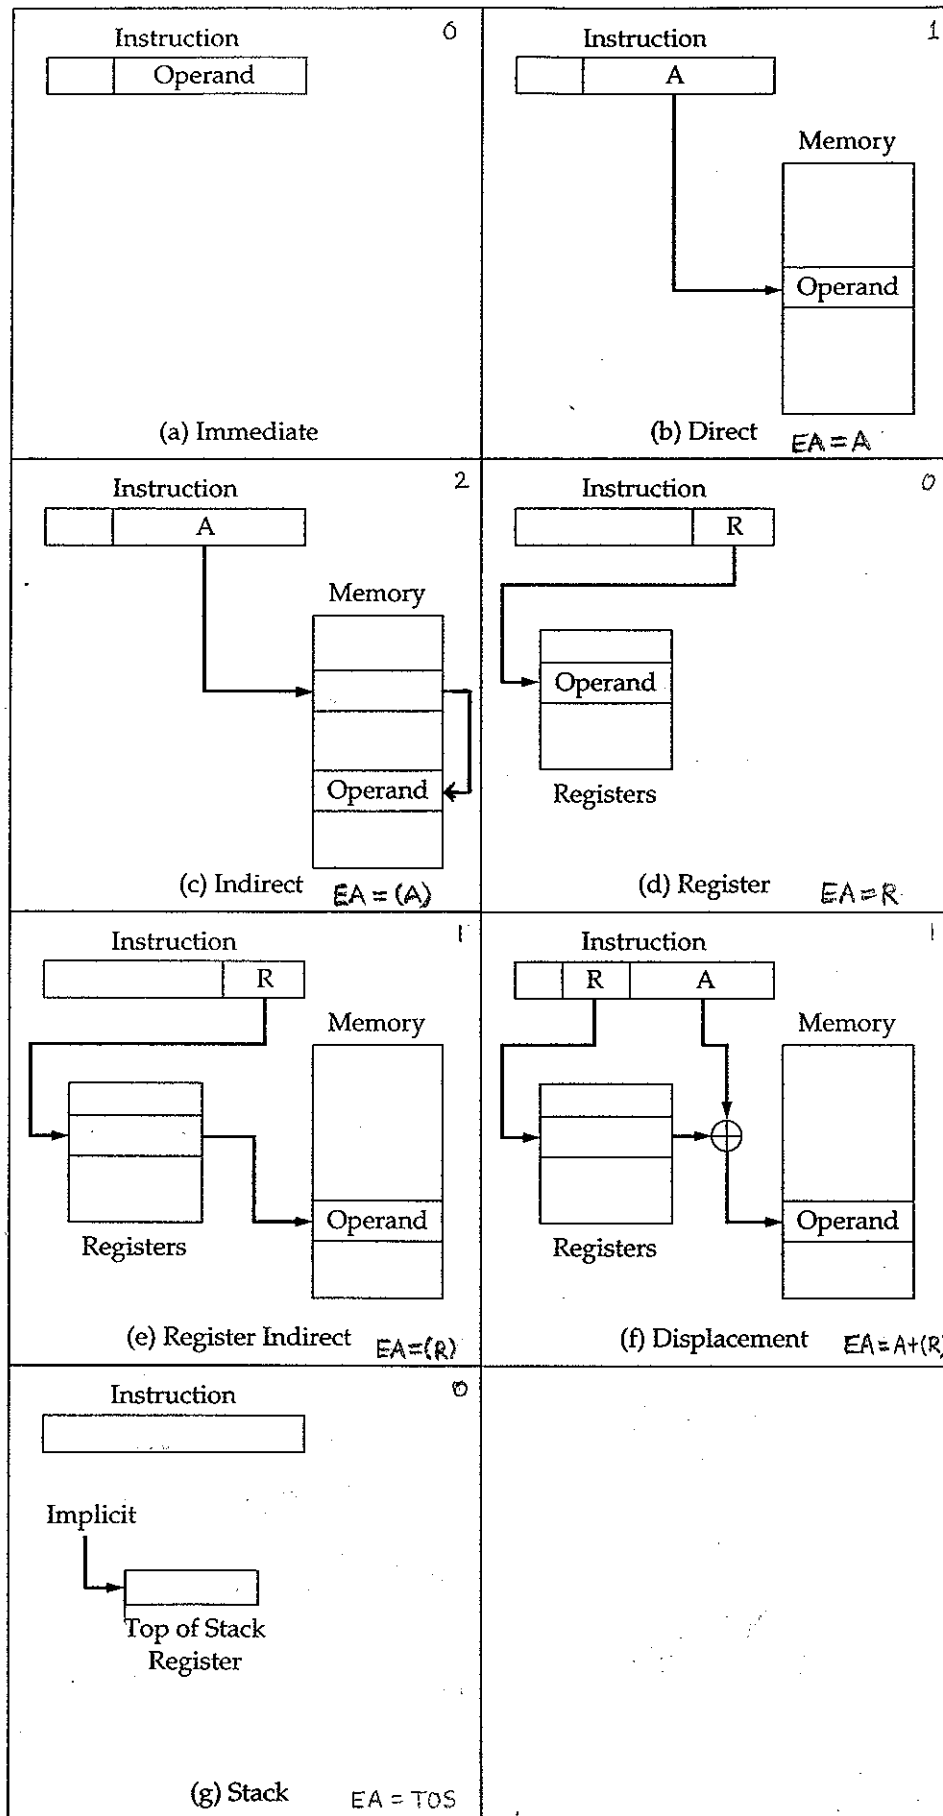 Instruction 0
Operand
(a) Immediate
Instruction 1
A
Memory
Operand
(b) Direct EA = A
Instruction 2
A
Memory
Operand
(c) Indirect EA = (A)
Instruction 0
R
Operand
Registers
(d) Register EA = R
Instruction 1
R
Memory
Operand
Registers
(e) Register Indirect EA=(R)
Instruction 1
R A
Memory
Operand
Registers
(f) Displacement EA = A+(R)
Instruction 0
Implicit
Top of Stack
Register
(g) Stack EA = TOS